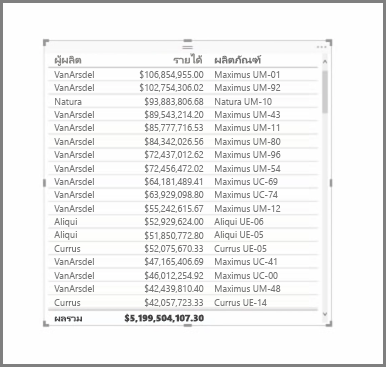 ผู้ผลิต รายได้ ผลิตภัณฑ์
VanArsdel $106,854,955.00 Maximus UM-01
VanArsdel $102,754,306.02 Maximus UM-92
Natura $93,883,806.68 Natura UM-10
VanArsdel $89,543,214.20 Maximus UM-43
VanArsdel $85,777,716.53 Maximus UM-11
VanArsdel $84,342,026.56 Maximus UM-80
VanArsdel $72,437,012.62 Maximus UM-96
VanArsdel $72,456,472.02 Maximus UM-54
VanArsdel $64,181,489.41 Maximus UC-69
VanArsdel $63,929,098.80 Maximus UC-74
VanArsdel $55,242,615.67 Maximus UM-12
Aliqui $52,929,624.00 Aliqui UE-06
Aliqui $51,850,772.80 Aliqui UE-05
Currus $52,075,670.33 Currus UE-05
VanArsdel $47,165,406.69 Maximus UC-41
VanArsdel $46,012,254.92 Maximus UC-00
VanArsdel $42,439,810.40 Maximus UM-48
Currus $42,057,723.33 Currus UE-14
ผลรวม $5,199,504,107.30